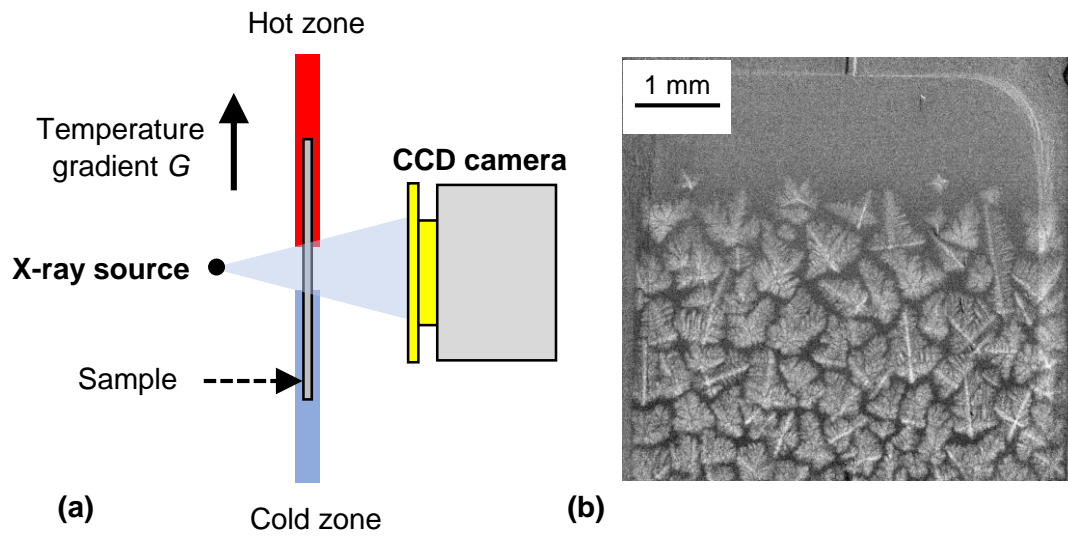 Hot zone
Temperature
gradient G
CCD camera
X-ray source
Sample
(a)
Cold zone
1 mm
(b)